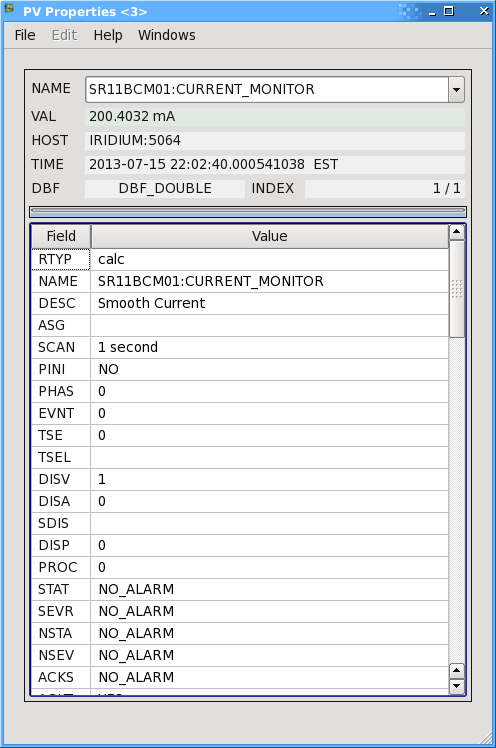 PV Properties <3>
File Edit Help Windows
NAME SR11BCM01:CURRENT_MONITOR
VAL 200.4032 mA
HOST IRIDIUM:5064
TIME 2013-07-15 22:02:40.000541038 EST
DBF DBF_DOUBLE INDEX 1 / 1
Field Value
RTYP calc
NAME SR11BCM01:CURRENT_MONITOR
DESC Smooth Current
ASG
SCAN 1 second
PINI NO
PHAS 0
EVNT 0
TSE 0
TSEL
DISV 1
DISA 0
SDIS
DISP 0
PROC 0
STAT NO_ALARM
SEVR NO_ALARM
NSTA NO_ALARM
NSEV NO_ALARM
ACKS NO_ALARM